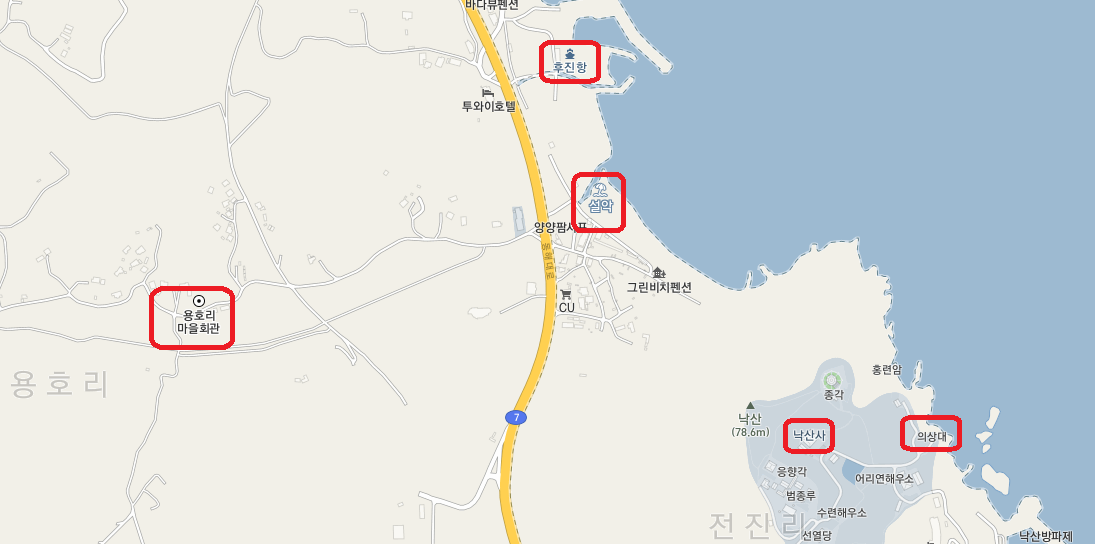 바다뷰펜션
후진항
투와이호텔
설악
양양팜서프
동해대로
그린비치펜션
CU
용호리
마을회관
용호리
7
홍련암
종각
낙산
(78.6m)
낙산사
의상대
응향각
어리연해우소
범종루
수련해우소
전진리
선열당
낙산방파제